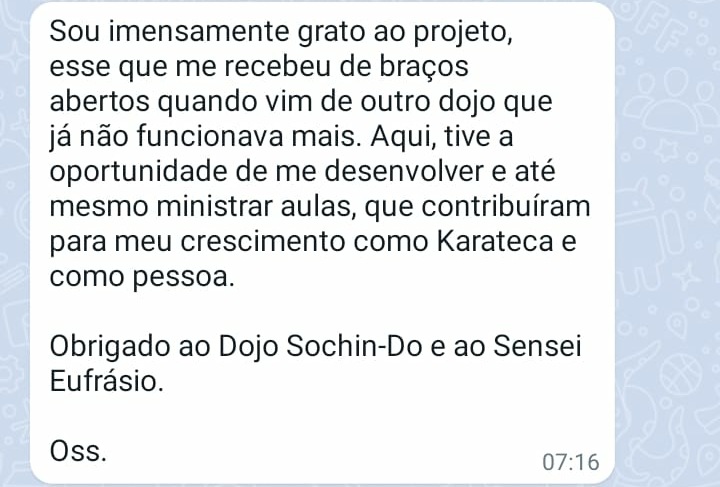 Sou imensamente grato ao projeto,
esse que me recebeu de braços
abertos quando vim de outro dojo que
já não funcionava mais. Aqui, tive a
oportunidade de me desenvolver e até
mesmo ministrar aulas, que contribuíram
para meu crescimento como Karateca e
como pessoa.
Obrigado ao Dojo Sochin-Do e ao Sensei
Eufrásio.
Oss.
07:16
OFF